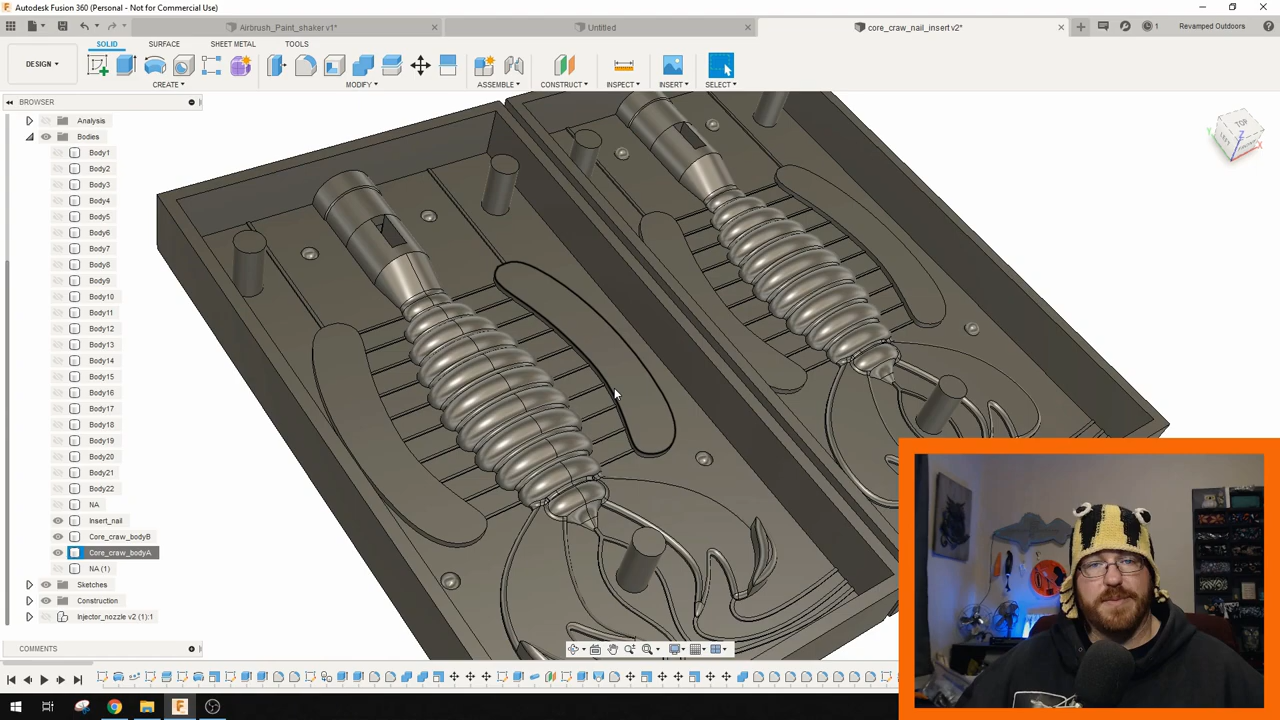 Autodesk Fusion 360 (Personal - Not for Commercial Use)
Airbrush_Paint_shaker v1*
Untitled
core_craw_nail_insert v2*
1
Revamped Outdoors
SOLID
SURFACE
SHEET METAL
TOOLS
DESIGN
CREATE
MODIFY
ASSEMBLE
CONSTRUCT
INSPECT
INSERT
SELECT
BROWSER
Analysis
Bodies
Body1
Body2
Body3
Body4
Body5
Body6
Body7
Body8
Body9
Body10
Body11
Body12
Body13
Body14
Body15
Body16
Body17
Body18
Body19
Body20
Body21
Body22
NA
Insert_nail
Core_craw_bodyB
Core_craw_bodyA
NA (1)
Sketches
Construction
Injector_nozzle v2 (1):1
COMMENTS
TOP
LEFT
Z
X
Y